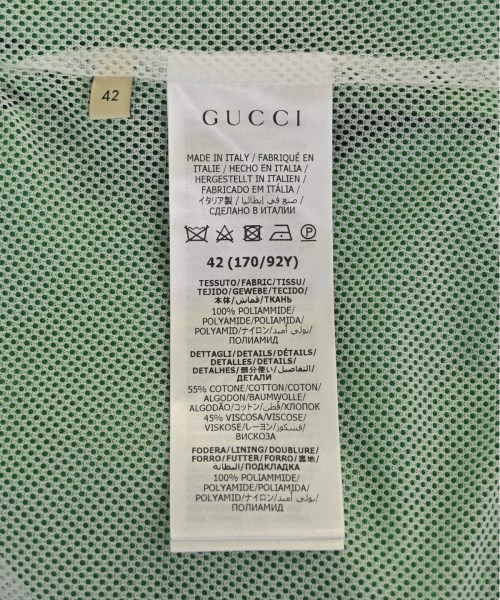 42
GUCCI
MADE IN ITALY / FABRIQUÉ EN
ITALIE / HECHO EN ITALIA /
HERGESTELLT IN ITALIEN /
FABRICADO EM ITÁLIA /
イタリア製 / صنع في إيطاليا /
СДЕЛАНО В ИТАЛИИ
42 (170/92Y)
TESSUTO/FABRIC/TISSU/
TEJIDO/GEWEBE/TECIDO/
本体/قماش/ТКАНЬ
100% POLIAMMIDE/
POLYAMIDE/POLIAMIDA/
POLYAMID/ナイロン/بولي أميد/
ПОЛИАМИД
DETTAGLI/DETAILS/DÉTAILS/
DETALLES/DETAILS/
DETALHES/部分使い/التفاصيل/
ДЕТАЛИ
55% COTONE/COTTON/COTON/
ALGODON/BAUMWOLLE/
ALGODÃO/コットン/قطن/ХЛОПОК
45% VISCOSA/VISCOSE/
VISKOSE/レーヨン/فسكوز/
ВИСКОЗА
FODERA/LINING/DOUBLURE/
FORRO/FUTTER/FORRO/裏地/
البطانة/ПОДКЛАДКА
100% POLIAMMIDE/
POLYAMIDE/POLIAMIDA/
POLYAMID/ナイロン/بولي أميد/
ПОЛИАМИД